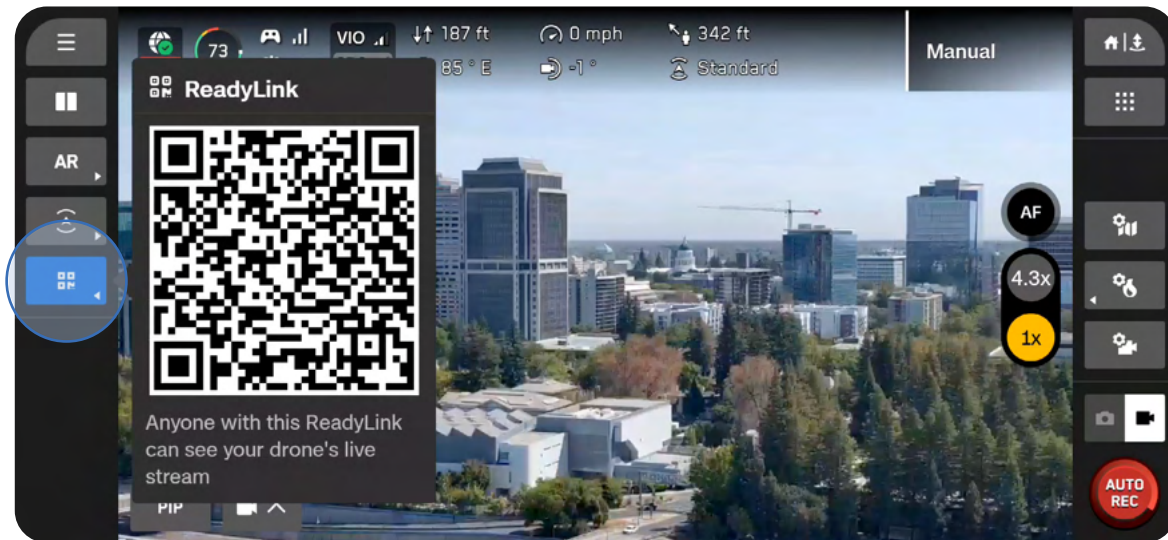 73
VIO
187 ft
0 mph
342 ft
85 ° E
-1 °
Standard
Manual
AR
ReadyLink
Anyone with this ReadyLink
can see your drone's live
stream
PIP
AF
4.3x
1x
AUTO
REC